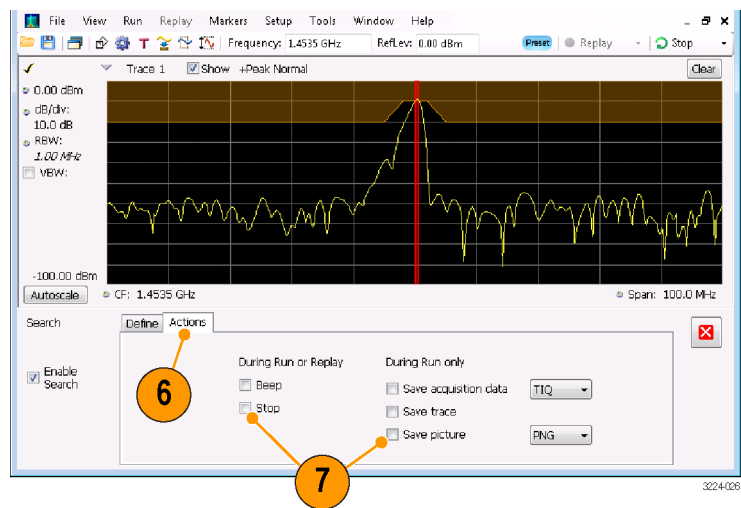 File View Run Replay Markers Setup Tools Window Help
T Frequency: 1.4535 GHz RefLev: 0.00 dBm Preset Replay Stop
Trace 1 Show +Peak Normal Clear
0.00 dBm
dB/div:
10.0 dB
RBW:
1.00 MHz
VBW:
-100.00 dBm
Autoscale CF: 1.4535 GHz Span: 100.0 MHz
Search Define Actions
During Run or Replay During Run only
Enable
Search
6
Beep Save acquisition data TIQ
Stop Save trace
Save picture PNG
7
3224-026